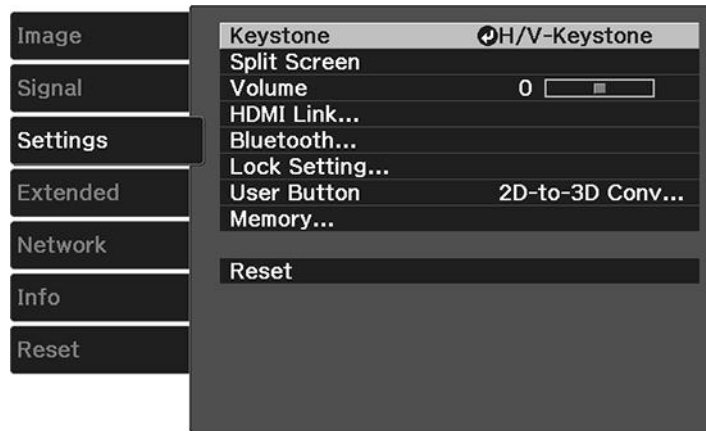 Image
Signal
Settings
Extended
Network
Info
Reset
Keystone H/V-Keystone
Split Screen
Volume 0
HDMI Link...
Bluetooth...
Lock Setting...
User Button 2D-to-3D Conv...
Memory...
Reset